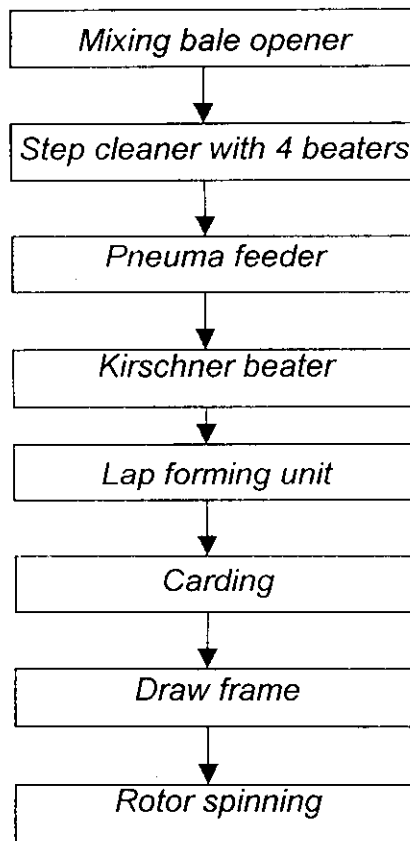 Mixing bale opener
Step cleaner with 4 beaters
Pneuma feeder
Kirschner beater
Lap forming unit
Carding
Draw frame
Rotor spinning